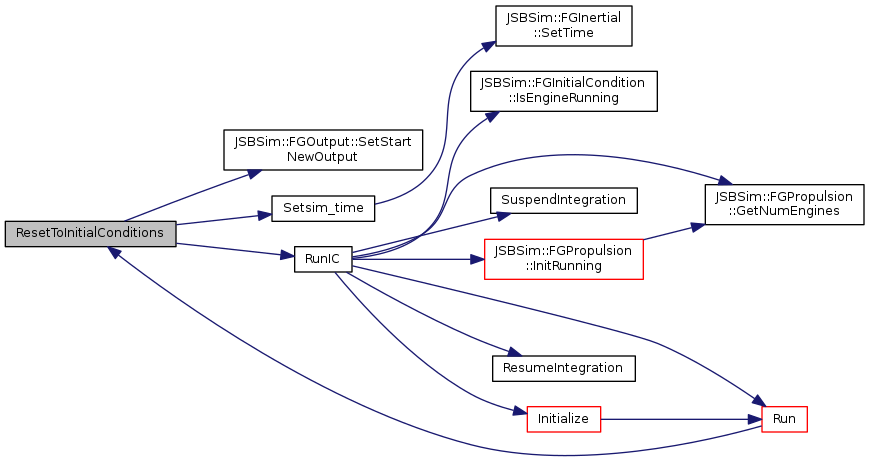 JSBSim::FGInertial
::SetTime
JSBSim::FGInitialCondition
::IsEngineRunning
JSBSim::FGOutput::SetStart
NewOutput
Setsim_time
SuspendIntegration
JSBSim::FGPropulsion
::GetNumEngines
ResetToInitialConditions
RunIC
JSBSim::FGPropulsion
::InitRunning
ResumeIntegration
Initialize
Run